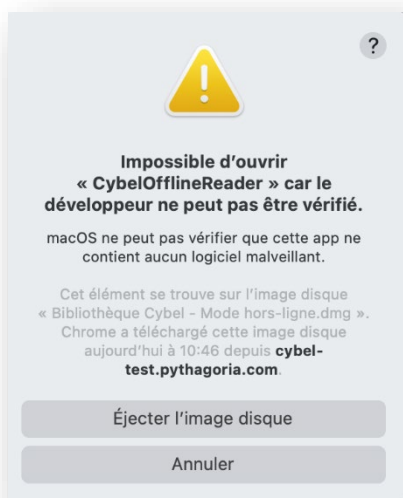 ?
Impossible d’ouvrir
« CybelOfflineReader » car le
développeur ne peut pas être vérifié.
macOS ne peut pas vérifier que cette app ne
contient aucun logiciel malveillant.
Cet élément se trouve sur l’image disque
« Bibliothèque Cybel - Mode hors-ligne.dmg ».
Chrome a téléchargé cette image disque
aujourd’hui à 10:46 depuis cybel-
test.pythagoria.com.
Éjecter l’image disque
Annuler